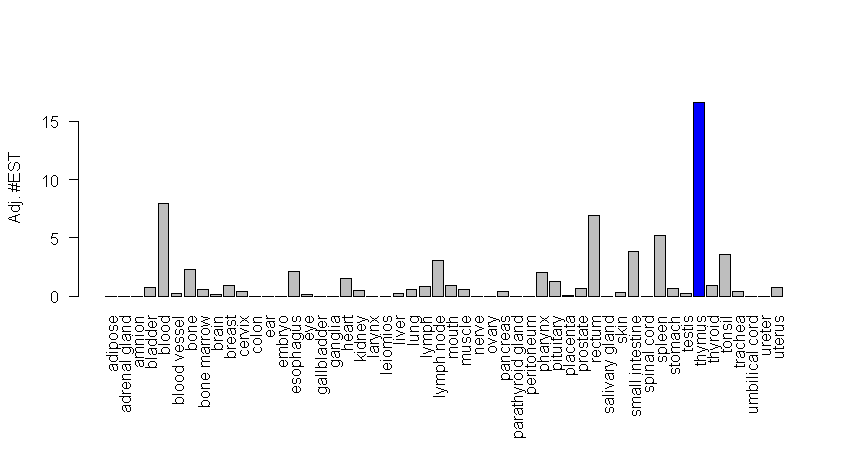 Adj. #EST
15
10
5
0
adipose
adrenal gland
amnion
bladder
blood
blood vessel
bone
bone marrow
brain
breast
cervix
colon
ear
embryo
esophagus
eye
gallbladder
ganglia
heart
kidney
larynx
leiomios
liver
lung
lymph
lymph node
mouth
muscle
nerve
ovary
pancreas
parathyroid gland
peritoneum
pharynx
pituitary
placenta
prostate
rectum
salivary gland
skin
small intestine
spinal cord
spleen
stomach
testis
thymus
thyroid
tonsil
trachea
umbilical cord
ureter
uterus